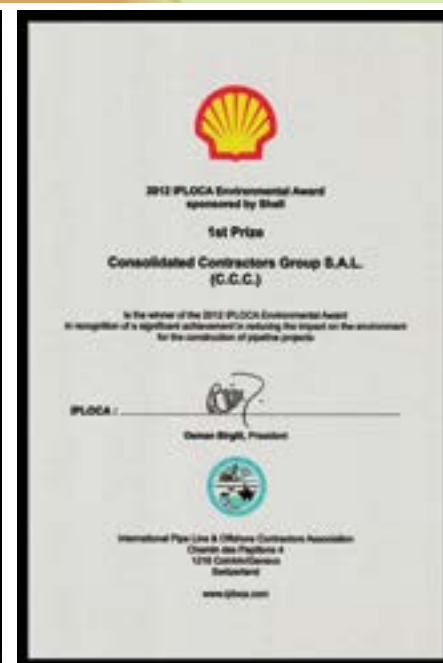 2012 IPLOCA Environmental Award
sponsored by Shell
1st Prize
Consolidated Contractors Group S.A.L.
(C.C.C.)
is the winner of the 2012 IPLOCA Environmental Award
in recognition of a significant achievement in reducing the impact on the environment
for the construction of pipeline projects
IPLOCA :
Osman Birgili, President
International Pipe Line & Offshore Contractors Association
Chemin des Papillons 4
1216 Cointrin/Geneva
Switzerland
www.iploca.com